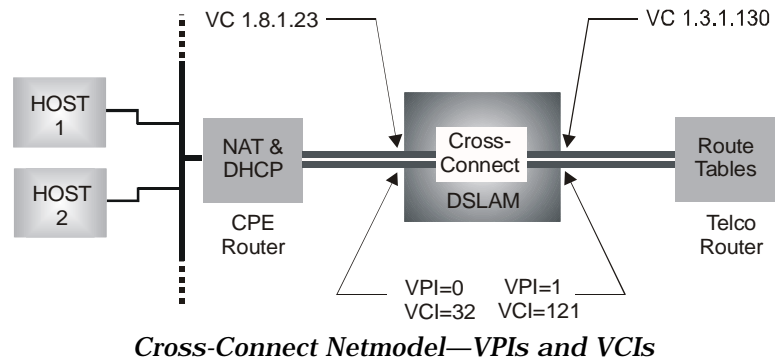 VC 1.8.1.23
VC 1.3.1.130
HOST
1
HOST
2
NAT &
DHCP
CPE
Router
Cross-
Connect
DSLAM
Route
Tables
Telco
Router
VPI=0
VCI=32
VPI=1
VCI=121
Cross-Connect Netmodel—VPIs and VCIs